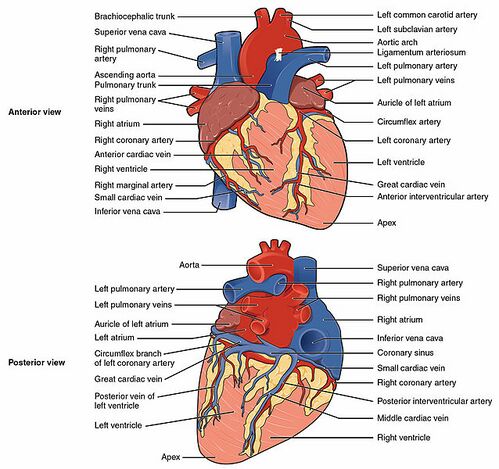 Brachiocephalic trunk
Superior vena cava
Right pulmonary
artery
Ascending aorta
Pulmonary trunk
Right pulmonary
veins
Right atrium
Right coronary artery
Anterior cardiac vein
Right ventricle
Right marginal artery
Small cardiac vein
Inferior vena cava
Anterior view
Left common carotid artery
Left subclavian artery
Aortic arch
Ligamentum arteriosum
Left pulmonary artery
Left pulmonary veins
Auricle of left atrium
Circumflex artery
Left coronary artery
Left ventricle
Great cardiac vein
Anterior interventricular artery
Apex
Aorta
Left pulmonary artery
Left pulmonary veins
Auricle of left atrium
Left atrium
Circumflex branch
of left coronary artery
Great cardiac vein
Posterior vein of
left ventricle
Left ventricle
Apex
Posterior view
Superior vena cava
Right pulmonary artery
Right pulmonary veins
Right atrium
Inferior vena cava
Coronary sinus
Small cardiac vein
Right coronary artery
Posterior interventricular artery
Middle cardiac vein
Right ventricle